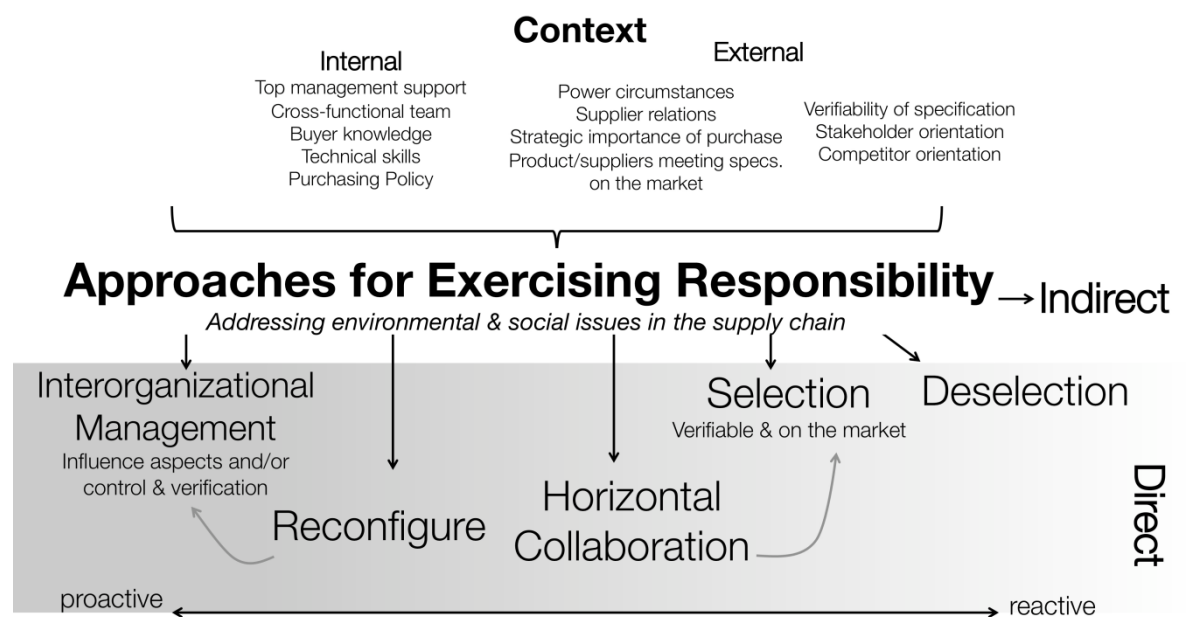 Context
Internal
Top management support
Cross-functional team
Buyer knowledge
Technical skills
Purchasing Policy
External
Power circumstances
Supplier relations
Strategic importance of purchase
Product/suppliers meeting specs.
on the market
Verifiability of specification
Stakeholder orientation
Competitor orientation
Approaches for Exercising Responsibility
Indirect
Addressing environmental & social issues in the supply chain
Interorganizational
Management
Influence aspects and/or
control & verification
Reconfigure
Horizontal
Collaboration
Selection
Verifiable & on the market
Deselection
Direct
proactive
reactive